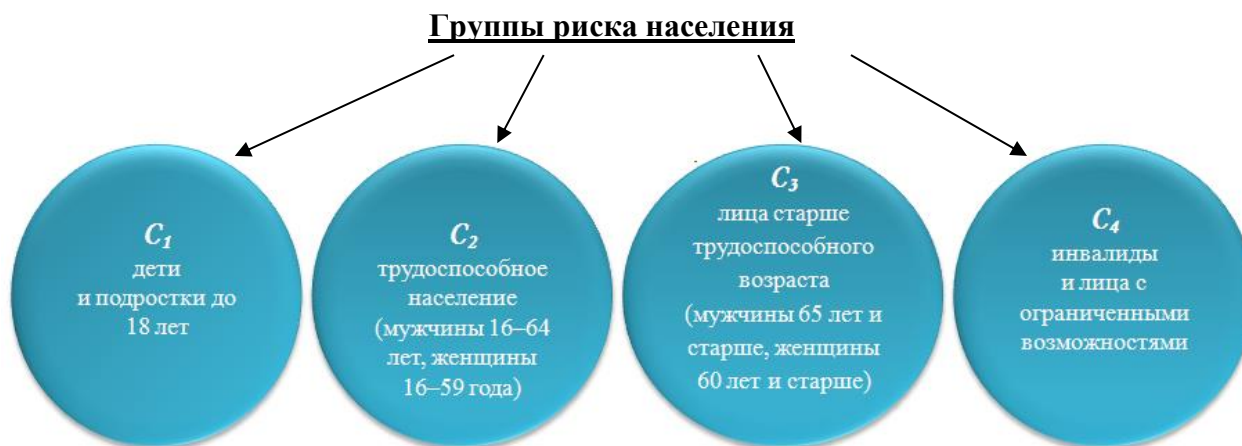 Группы риска населения
C1
дети
и подростки до
18 лет
C2
трудоспособное
население
(мужчины 16–64
лет, женщины
16–59 года)
C3
лица старше
трудоспособного
возраста
(мужчины 65 лет и
старше, женщины
60 лет и старше)
C4
инвалиды
и лица с
ограниченными
возможностями